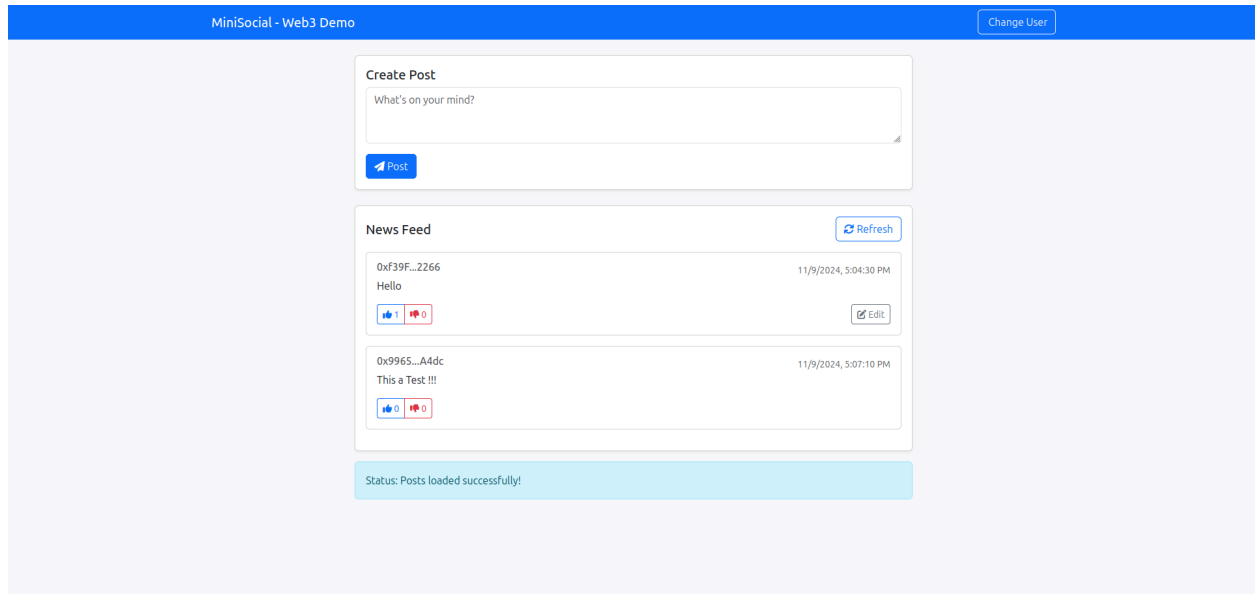 MiniSocial - Web3 Demo
Change User
Create Post
What's on your mind?
Post
News Feed
Refresh
0xf39F...2266
11/9/2024, 5:04:30 PM
Hello
1
0
Edit
0x9965...A4dc
11/9/2024, 5:07:10 PM
This a Test !!!
0
0
Status: Posts loaded successfully!